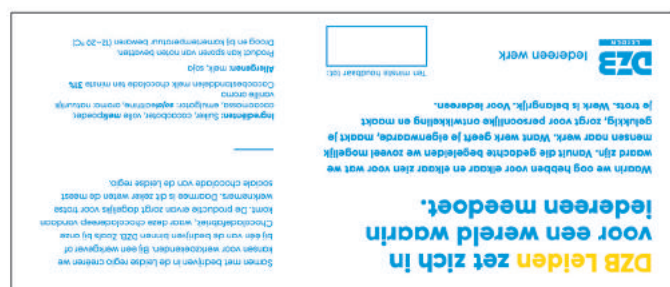 DZB Leiden zet zich in
voor een wereld waarin
iedereen meedoet.
Waarin we oog hebben voor elkaar en elkaar zien voor wat we
waard zijn. Vanuit die gedachte begeleiden we zoveel mogelijk
mensen naar werk. Want werk geeft je eigenwaarde, maakt je
gelukkig, zorgt voor persoonlijke ontwikkeling en maakt
je trots. Werk is belangrijk. Voor iedereen.
DZB
LEIDEN
Iedereen werk
Ten minste houdbaar tot:
Samen met bedrijven in de Leidse regio creëren we
kansen voor werkzoekenden. Bij een werkgever of
bij één van de bedrijven binnen DZB. Zoals bij onze
Chocoladefabriek, waar deze chocoladereep vandaan
komt. De productie ervan zorgt dagelijks voor trotse
werknemers. Daarmee is dit zeker weten de meest
sociale chocolade van de Leidse regio.
Ingrediënten: Suiker, cacaoboter, volle melkpoeder,
cacaomassa, emulgator: sojalecithine, aroma: natuurlijk
vanille aroma
Cacaobestanddelen melk chocolade ten minste 31%
Allergenen: melk, soja
Product kan sporen van noten bevatten.
Droog en bij kamertemperatuur bewaren (12-20 °C)